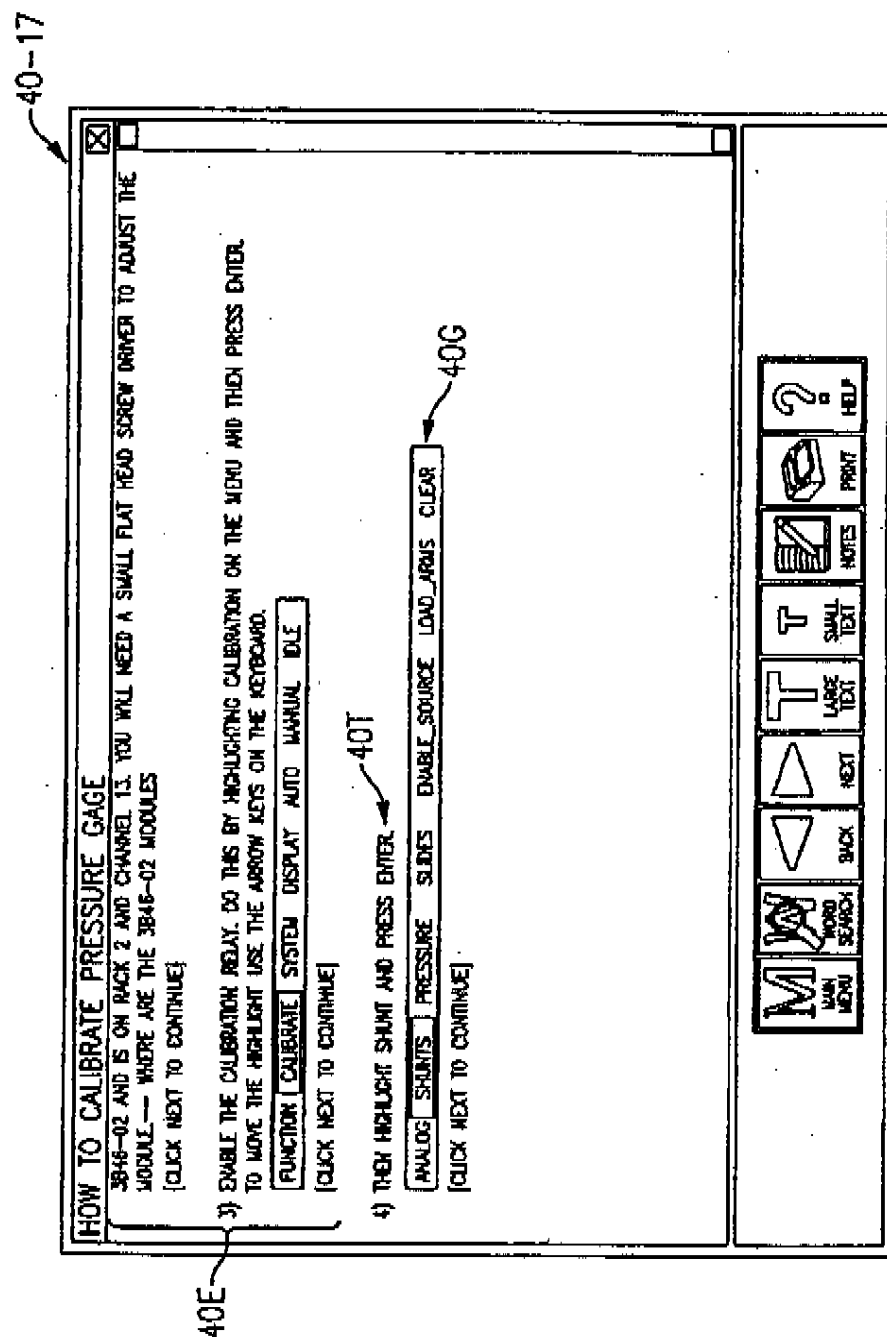 40-17
HOW TO CALIBRATE PRESSURE GAGE
3B46-02 AND IS ON RACK 2 AND CHANNEL 13. YOU WILL NEED A SMALL FLAT HEAD SCREW DRIVER TO ADJUST THE
MODULE.-- WHERE ARE THE 3B46-02 MODULES
[CLICK NEXT TO CONTINUE]
3) ENABLE THE CALIBRATION RELAY. DO THIS BY HIGHLIGHTING CALIBRATION ON THE MENU AND THEN PRESS ENTER.
TO MOVE THE HIGHLIGHT USE THE ARROW KEYS ON THE KEYBOARD.
FUNCTION CALIBRATE SYSTEM DISPLAY AUTO MANUAL IDLE
[CLICK NEXT TO CONTINUE]
40E
4) THEN HIGHLIGHT SHUNT AND PRESS ENTER. 40T
ANALOG SHUNTS PRESSURE SLIDES ENABLE_SOURCE LOAD_ARMS CLEAR 40G
[CLICK NEXT TO CONTINUE]
M MAIN MENU
W WORD SEARCH
BACK
NEXT
T LARGE TEXT
T SMALL TEXT
NOTES
PRINT
? HELP